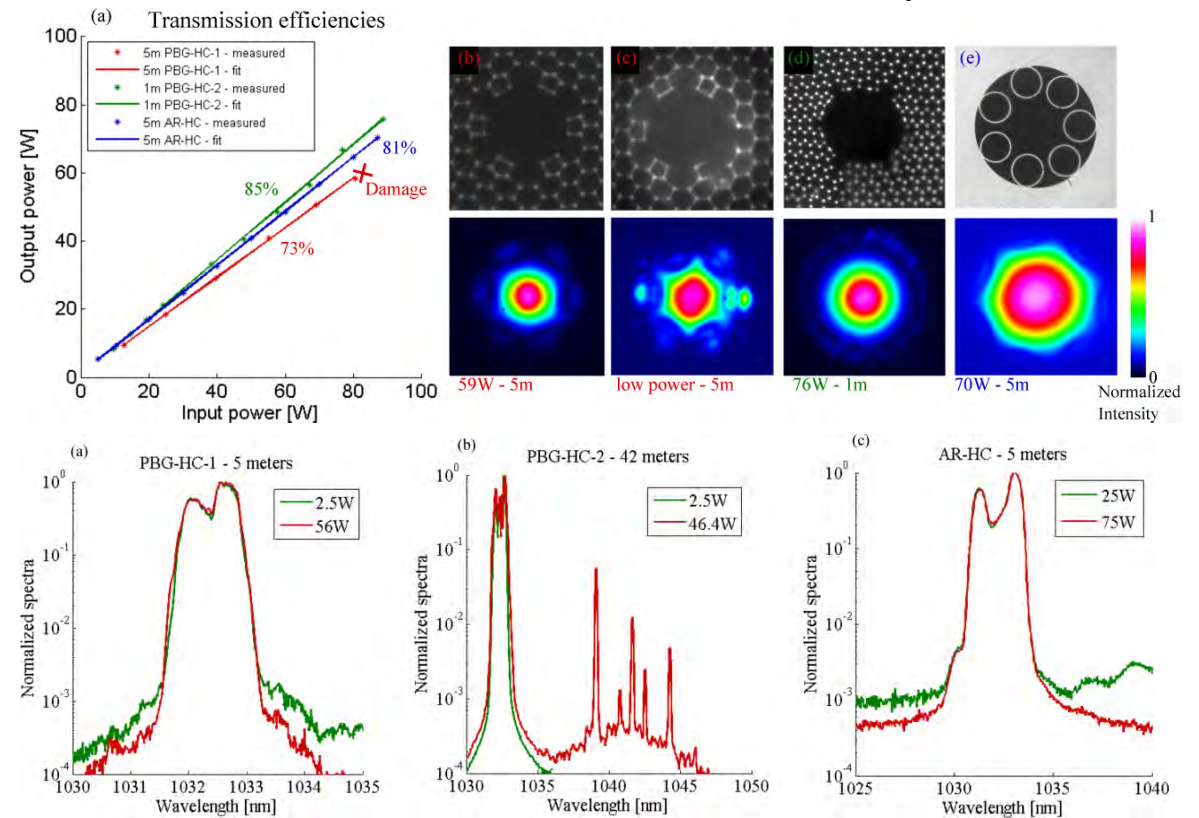 (a)
Transmission efficiencies
5m PBG-HC-1 - measured
5m PBG-HC-1 - fit
1m PBG-HC-2 - measured
1m PBG-HC-2 - fit
5m AR-HC - measured
5m AR-HC - fit
100
80
60
40
20
0
Output power [W]
85%
81%
73%
Damage
0 20 40 60 80 100
Input power [W]
(b) (c) (d) (e)
59W - 5m
low power - 5m
76W - 1m
70W - 5m
1
0
Normalized
Intensity
(a)
PBG-HC-1 - 5 meters
2.5W
56W
10^0
10^-1
10^-2
10^-3
10^-4
Normalized spectra
1030 1031 1032 1033 1034 1035
Wavelength [nm]
(b)
PBG-HC-2 - 42 meters
2.5W
46.4W
10^0
10^-1
10^-2
10^-3
10^-4
Normalized spectra
1030 1035 1040 1045 1050
Wavelength [nm]
(c)
AR-HC - 5 meters
25W
75W
10^0
10^-1
10^-2
10^-3
10^-4
Normalized spectra
1025 1030 1035 1040
Wavelength [nm]